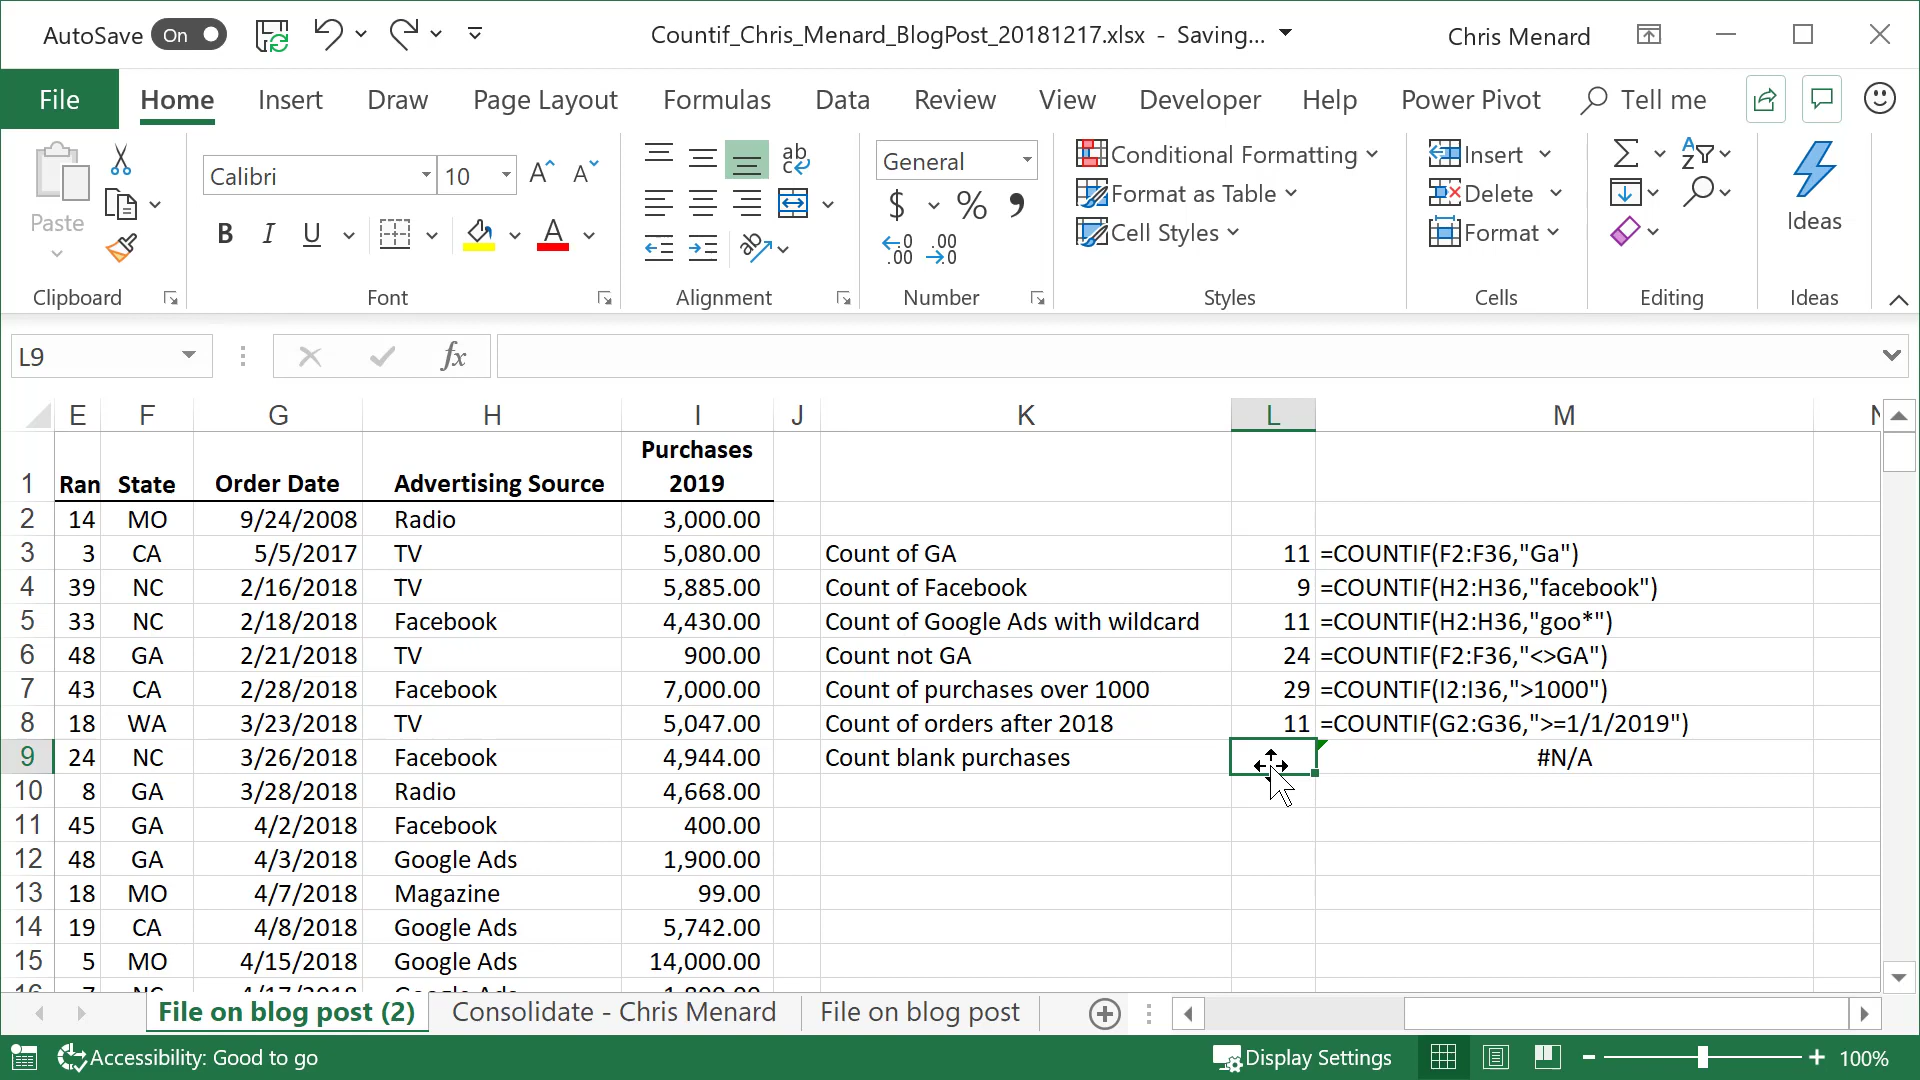 AutoSave On Countif_Chris_Menard_BlogPost_20181217.xlsx - Saving... Chris Menard
File Home Insert Draw Page Layout Formulas Data Review View Developer Help Power Pivot Tell me
Paste
Calibri 10
B I U A
ab
General
$ % ,
Conditional Formatting
Format as Table
Cell Styles
Insert
Delete
Format
Ideas
Clipboard Font Alignment Number Styles Cells Editing Ideas
L9 fx
E F G H I J K L M
1 Ran State Order Date Advertising Source Purchases 2019
2 14 MO 9/24/2008 Radio 3,000.00
3 3 CA 5/5/2017 TV 5,080.00 Count of GA 11 =COUNTIF(F2:F36,"Ga")
4 39 NC 2/16/2018 TV 5,885.00 Count of Facebook 9 =COUNTIF(H2:H36,"facebook")
5 33 NC 2/18/2018 Facebook 4,430.00 Count of Google Ads with wildcard 11 =COUNTIF(H2:H36,"goo*")
6 48 GA 2/21/2018 TV 900.00 Count not GA 24 =COUNTIF(F2:F36,"<>GA")
7 43 CA 2/28/2018 Facebook 7,000.00 Count of purchases over 1000 29 =COUNTIF(I2:I36,">1000")
8 18 WA 3/23/2018 TV 5,047.00 Count of orders after 2018 11 =COUNTIF(G2:G36,">=1/1/2019")
9 24 NC 3/26/2018 Facebook 4,944.00 Count blank purchases #N/A
10 8 GA 3/28/2018 Radio 4,668.00
11 45 GA 4/2/2018 Facebook 400.00
12 48 GA 4/3/2018 Google Ads 1,900.00
13 18 MO 4/7/2018 Magazine 99.00
14 19 CA 4/8/2018 Google Ads 5,742.00
15 5 MO 4/15/2018 Google Ads 14,000.00
File on blog post (2) Consolidate - Chris Menard File on blog post
Accessibility: Good to go Display Settings 100%